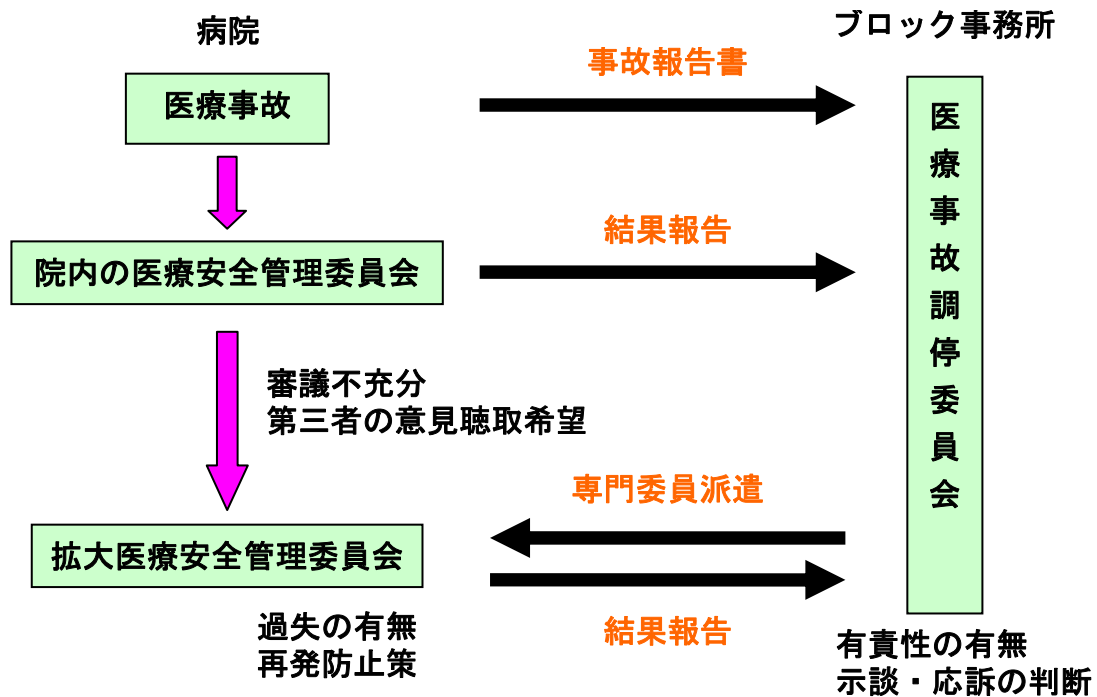 病院
ブロック事務所
事故報告書
医療事故
医療事故調停委員会
結果報告
院内の医療安全管理委員会
審議不充分
第三者の意見聴取希望
専門委員派遣
拡大医療安全管理委員会
結果報告
過失の有無
再発防止策
有責性の有無
示談・応訴の判断